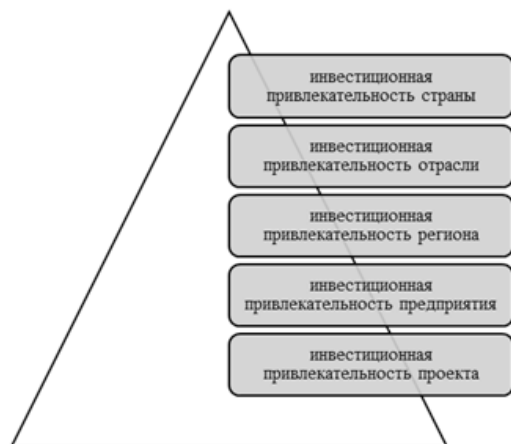 инвестиционная
привлекательность страны
инвестиционная
привлекательность отрасли
инвестиционная
привлекательность региона
инвестиционная
привлекательность предприятия
инвестиционная
привлекательность проекта